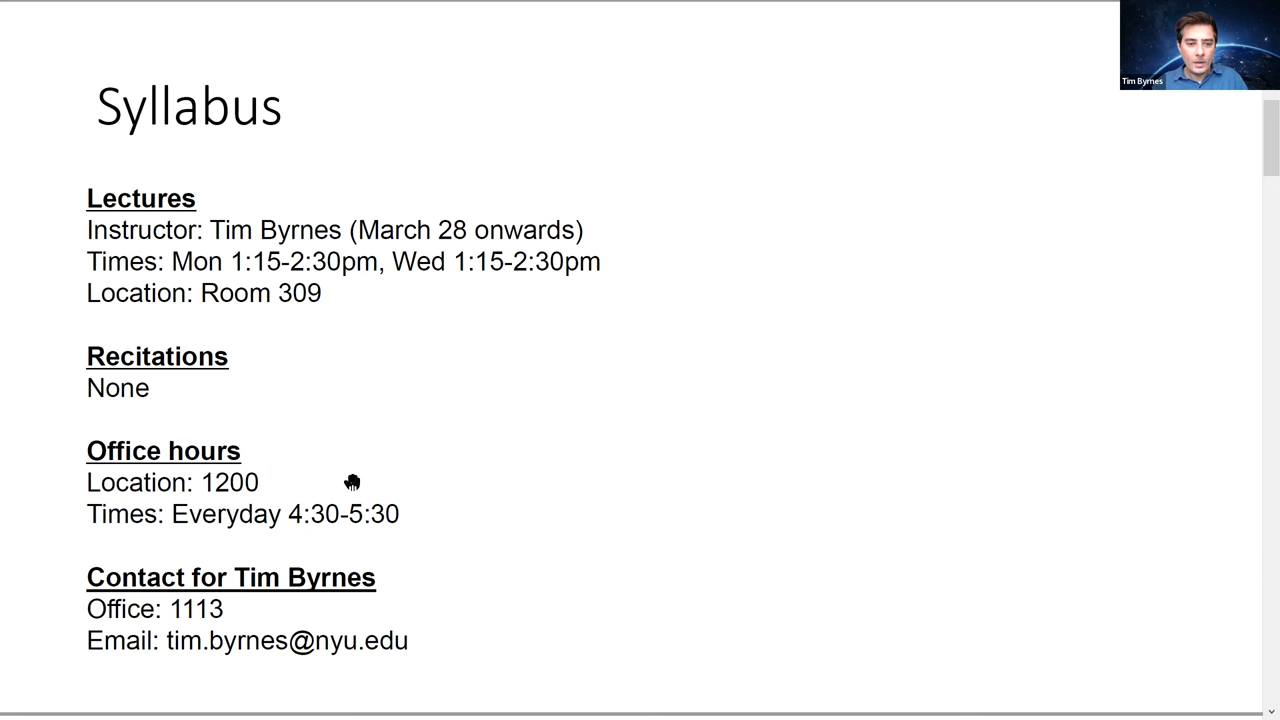 Tim Byrnes
Syllabus
Lectures
Instructor: Tim Byrnes (March 28 onwards)
Times: Mon 1:15-2:30pm, Wed 1:15-2:30pm
Location: Room 309
Recitations
None
Office hours
Location: 1200
Times: Everyday 4:30-5:30
Contact for Tim Byrnes
Office: 1113
Email: tim.byrnes@nyu.edu